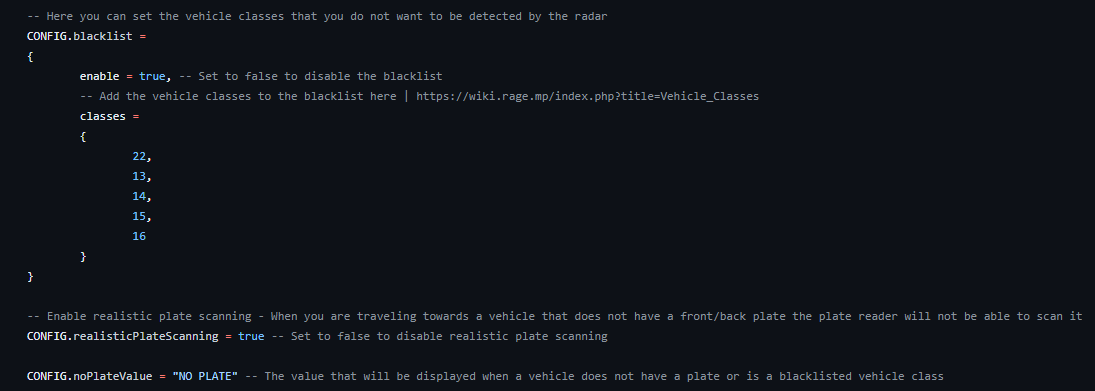 -- Here you can set the vehicle classes that you do not want to be detected by the radar
CONFIG.blacklist =
{
enable = true, -- Set to false to disable the blacklist
-- Add the vehicle classes to the blacklist here | https://wiki.rage.mp/index.php?title=Vehicle_Classes
classes =
{
22,
13,
14,
15,
16
}
}
-- Enable realistic plate scanning - When you are traveling towards a vehicle that does not have a front/back plate the plate reader will not be able to scan it
CONFIG.realisticPlateScanning = true -- Set to false to disable realistic plate scanning
CONFIG.noPlateValue = "NO PLATE" -- The value that will be displayed when a vehicle does not have a plate or is a blacklisted vehicle class